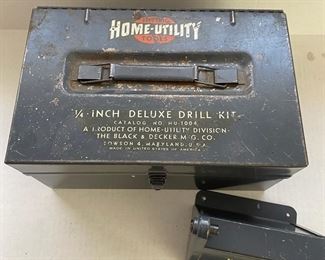 ELECTRIC
HOME-UTILITY
TOOLS
1/4-INCH DELUXE DRILL KIT
CATALOG NO. HU-1004
A PRODUCT OF HOME-UTILITY DIVISION
THE BLACK & DECKER MFG. CO.
TOWSON 4, MARYLAND, U.S.A.
MADE IN UNITED STATES OF AMERICA